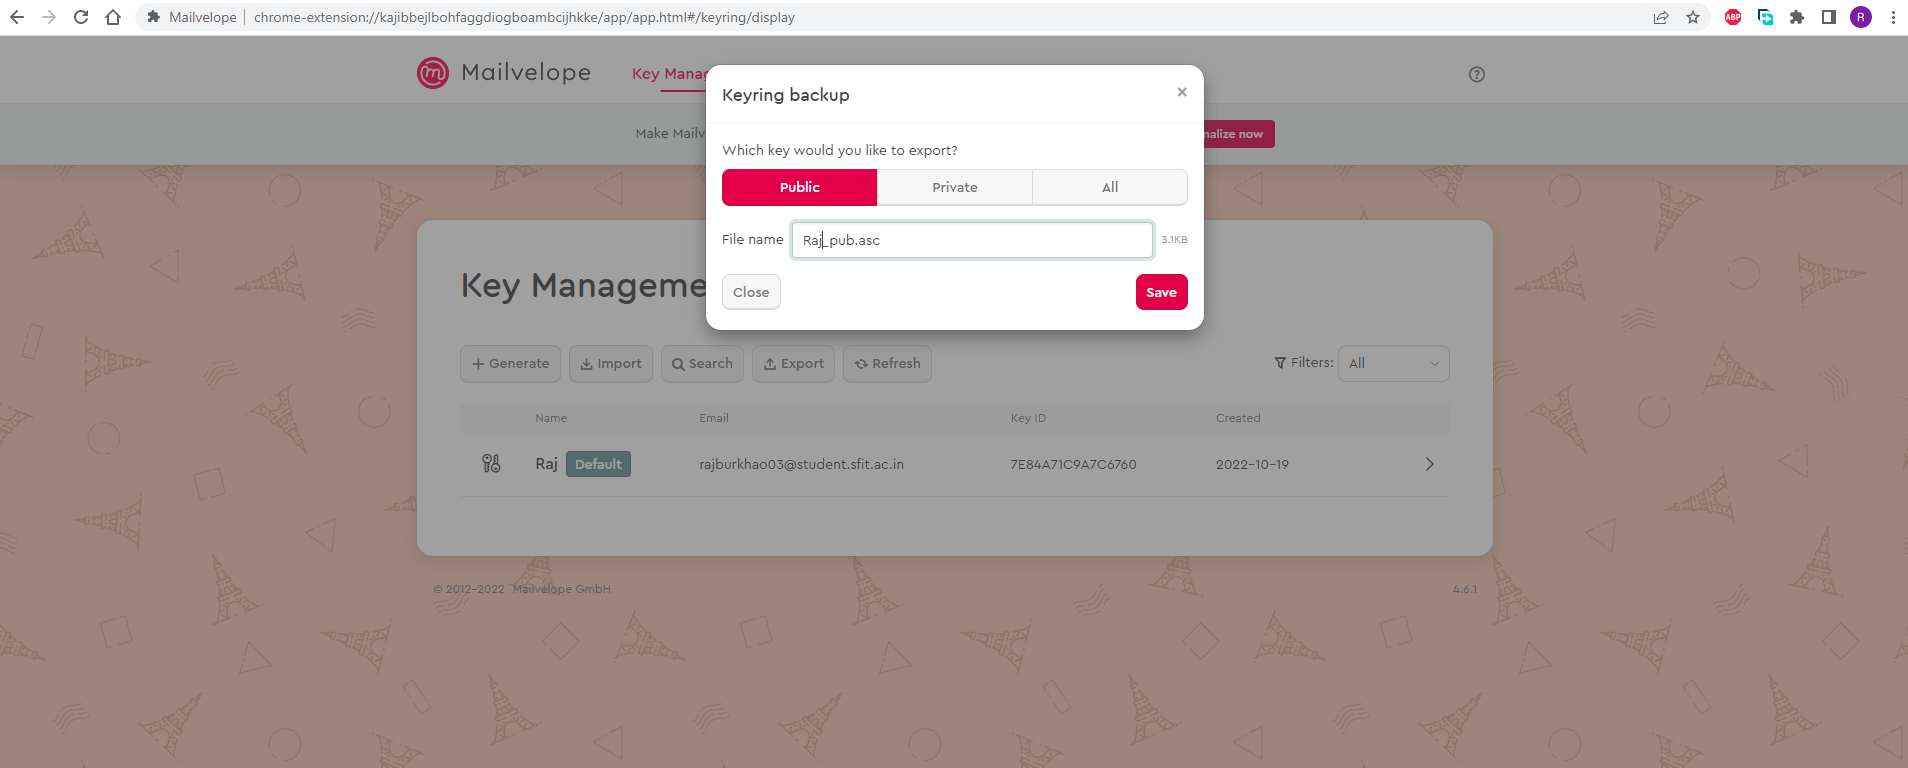 Mailvelope | chrome-extension://kajibbejlbohfaggdiogboambcijhkke/app/app.html#/keyring/display
ABP
R
Mailvelope
Key Manag
?
Keyring backup
×
Make Mailv
nalize now
Which key would you like to export?
Public Private All
File name Raj_pub.asc 3.1KB
Close Save
Key Manageme
Generate Import Search Export Refresh Filters: All
Name Email Key ID Created
Raj Default rajburkhao03@student.sfit.ac.in 7E84A71C9A7C6760 2022-10-19
© 2012-2022 Mailvelope GmbH 4.6.1